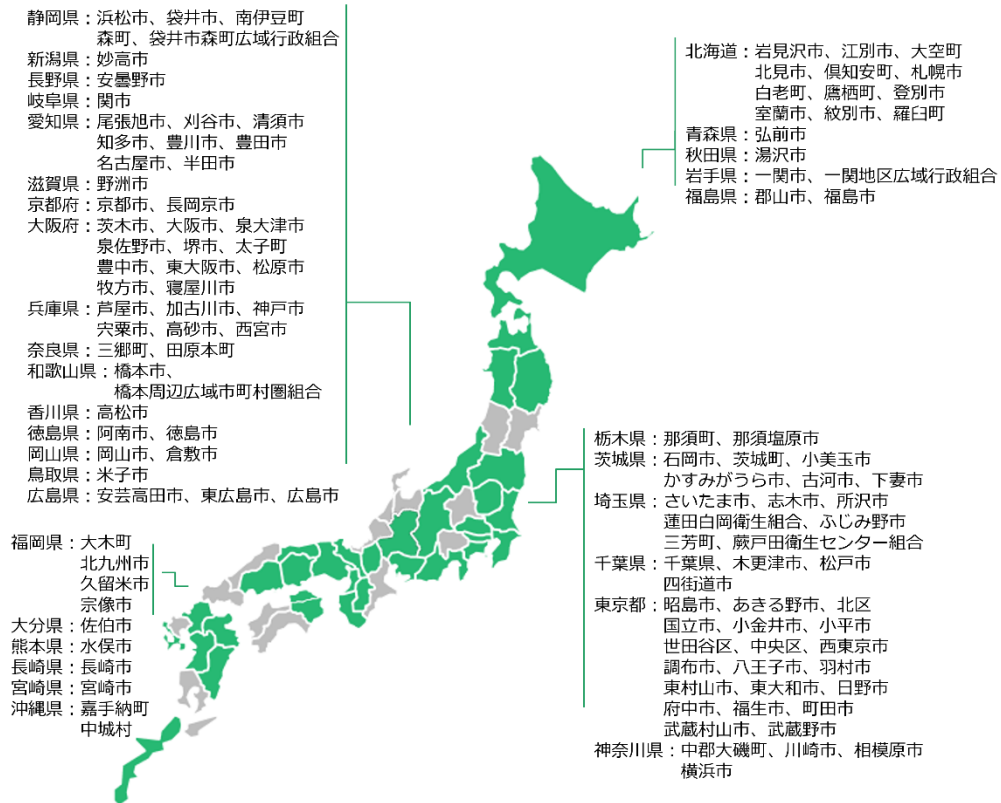 静岡県：浜松市、袋井市、南伊豆町
森町、袋井市森町広域行政組合
新潟県：妙高市
長野県：安曇野市
岐阜県：関市
愛知県：尾張旭市、刈谷市、清須市
知多市、豊川市、豊田市
名古屋市、半田市
滋賀県：野洲市
京都府：京都市、長岡京市
大阪府：茨木市、大阪市、泉大津市
泉佐野市、堺市、太子町
豊中市、東大阪市、松原市
牧方市、寝屋川市
兵庫県：芦屋市、加古川市、神戸市
宍粟市、高砂市、西宮市
奈良県：三郷町、田原本町
和歌山県：橋本市、
橋本周辺広域市町村圏組合
香川県：高松市
徳島県：阿南市、徳島市
岡山県：岡山市、倉敷市
鳥取県：米子市
広島県：安芸高田市、東広島市、広島市
福岡県：大木町
北九州市
久留米市
宗像市
大分県：佐伯市
熊本県：水俣市
長崎県：長崎市
宮崎県：宮崎市
沖縄県：嘉手納町
中城村
北海道：岩見沢市、江別市、大空町
北見市、倶知安町、札幌市
白老町、鷹栖町、登別市
室蘭市、紋別市、羅臼町
青森県：弘前市
秋田県：湯沢市
岩手県：一関市、一関地区広域行政組合
福島県：郡山市、福島市
栃木県：那須町、那須塩原市
茨城県：石岡市、茨城町、小美玉市
かすみがうら市、古河市、下妻市
埼玉県：さいたま市、志木市、所沢市
蓮田白岡衛生組合、ふじみ野市
三芳町、蕨戸田衛生センター組合
千葉県：千葉県、木更津市、松戸市
四街道市
東京都：昭島市、あきる野市、北区
国立市、小金井市、小平市
世田谷区、中央区、西東京市
調布市、八王子市、羽村市
東村山市、東大和市、日野市
府中市、福生市、町田市
武蔵村山市、武蔵野市
神奈川県：中郡大磯町、川崎市、相模原市
横浜市